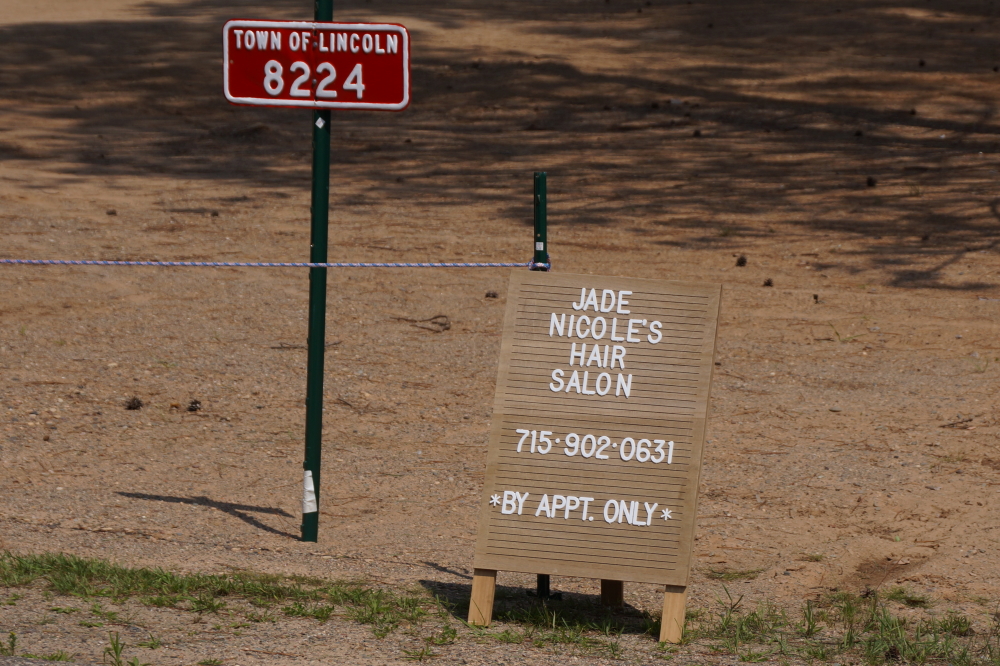 TOWN OF LINCOLN
8224
JADE
NICOLE'S
HAIR
SALON
715·902·0631
*BY APPT. ONLY*